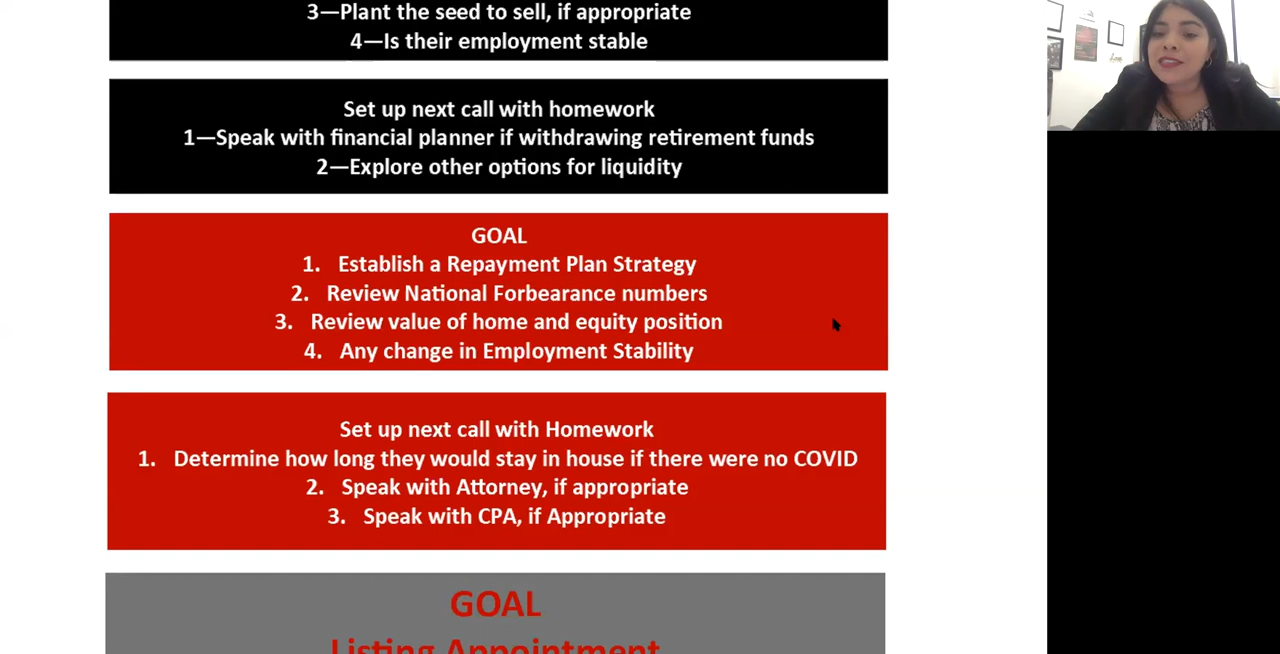 3—Plant the seed to sell, if appropriate
4—Is their employment stable
Set up next call with homework
1—Speak with financial planner if withdrawing retirement funds
2—Explore other options for liquidity
GOAL
1. Establish a Repayment Plan Strategy
2. Review National Forbearance numbers
3. Review value of home and equity position
4. Any change in Employment Stability
Set up next call with Homework
1. Determine how long they would stay in house if there were no COVID
2. Speak with Attorney, if appropriate
3. Speak with CPA, if Appropriate
GOAL
Listing Appointment